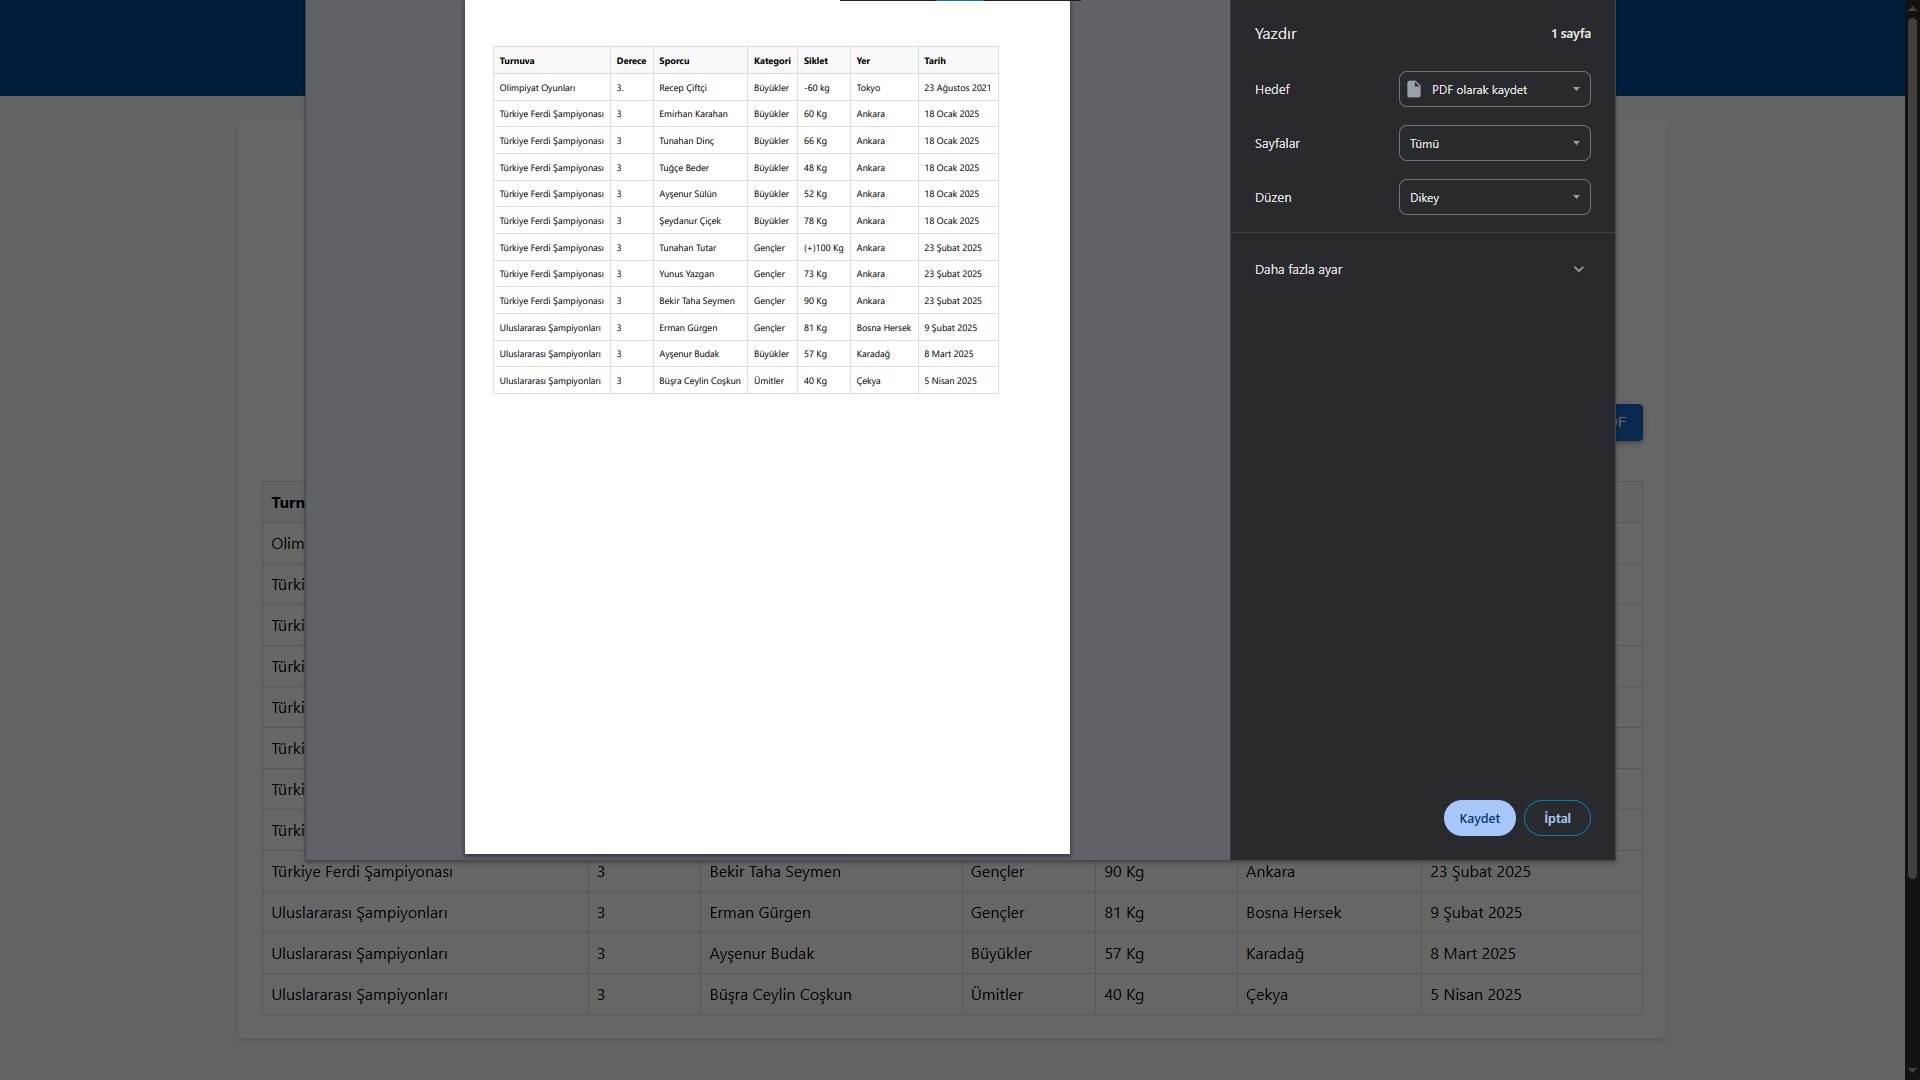 Turnuva Derece Sporcu Kategori Siklet Yer Tarih
Olimpiyat Oyunları 3. Recep Çiftçi Büyükler -60 kg Tokyo 23 Ağustos 2021
Türkiye Ferdi Şampiyonası 3 Emirhan Karahan Büyükler 60 Kg Ankara 18 Ocak 2025
Türkiye Ferdi Şampiyonası 3 Tunahan Dinç Büyükler 66 Kg Ankara 18 Ocak 2025
Türkiye Ferdi Şampiyonası 3 Tuğçe Beder Büyükler 48 Kg Ankara 18 Ocak 2025
Türkiye Ferdi Şampiyonası 3 Ayşenur Sülün Büyükler 52 Kg Ankara 18 Ocak 2025
Türkiye Ferdi Şampiyonası 3 Şeydanur Çiçek Büyükler 78 Kg Ankara 18 Ocak 2025
Türkiye Ferdi Şampiyonası 3 Tunahan Tutar Gençler (+)100 Kg Ankara 23 Şubat 2025
Türkiye Ferdi Şampiyonası 3 Yunus Yazgan Gençler 73 Kg Ankara 23 Şubat 2025
Türkiye Ferdi Şampiyonası 3 Bekir Taha Seymen Gençler 90 Kg Ankara 23 Şubat 2025
Uluslararası Şampiyonları 3 Erman Gürgen Gençler 81 Kg Bosna Hersek 9 Şubat 2025
Uluslararası Şampiyonları 3 Ayşenur Budak Büyükler 57 Kg Karadağ 8 Mart 2025
Uluslararası Şampiyonları 3 Büşra Ceylin Coşkun Ümitler 40 Kg Çekya 5 Nisan 2025
Yazdır 1 sayfa
Hedef PDF olarak kaydet
Sayfalar Tümü
Düzen Dikey
Daha fazla ayar
Kaydet İptal
Turn
Olim
Türki
Türki
Türki
Türki
Türki
Türki
Türki
Türkiye Ferdi Şampiyonası 3 Bekir Taha Seymen Gençler 90 Kg Ankara 23 Şubat 2025
Uluslararası Şampiyonları 3 Erman Gürgen Gençler 81 Kg Bosna Hersek 9 Şubat 2025
Uluslararası Şampiyonları 3 Ayşenur Budak Büyükler 57 Kg Karadağ 8 Mart 2025
Uluslararası Şampiyonları 3 Büşra Ceylin Coşkun Ümitler 40 Kg Çekya 5 Nisan 2025